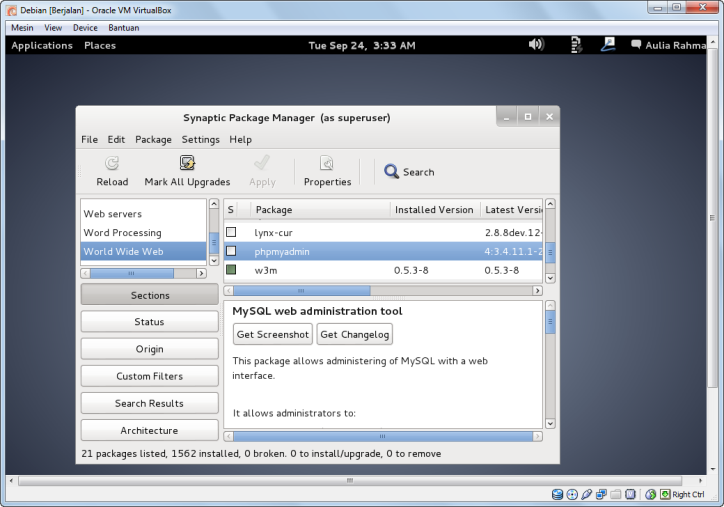 Debian [Berjalan] - Oracle VM VirtualBox
Mesin View Device Bantuan
Applications Places Tue Sep 24, 3:33 AM Aulia Rahma
Synaptic Package Manager (as superuser)
File Edit Package Settings Help
Reload Mark All Upgrades Apply Properties Search
Web servers
Word Processing
World Wide Web
S Package Installed Version Latest Versi
lynx-cur 2.8.8dev.12-
phpmyadmin 4:3.4.11.1-2
w3m 0.5.3-8 0.5.3-8
Sections
Status
Origin
Custom Filters
Search Results
Architecture
MySQL web administration tool
Get Screenshot Get Changelog
This package allows administering of MySQL with a web
interface.
It allows administrators to:
21 packages listed, 1562 installed, 0 broken. 0 to install/upgrade, 0 to remove
Right Ctrl